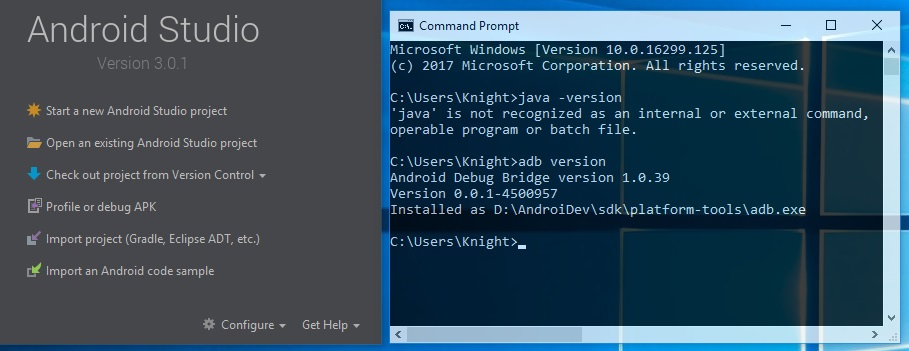 Android Studio
Version 3.0.1
Start a new Android Studio project
Open an existing Android Studio project
Check out project from Version Control
Profile or debug APK
Import project (Gradle, Eclipse ADT, etc.)
Import an Android code sample
Configure
Get Help
Command Prompt
Microsoft Windows [Version 10.0.16299.125]
(c) 2017 Microsoft Corporation. All rights reserved.
C:\Users\Knight>java -version
'java' is not recognized as an internal or external command,
operable program or batch file.
C:\Users\Knight>adb version
Android Debug Bridge version 1.0.39
Version 0.0.1-4500957
Installed as D:\AndroiDev\sdk\platform-tools\adb.exe
C:\Users\Knight>